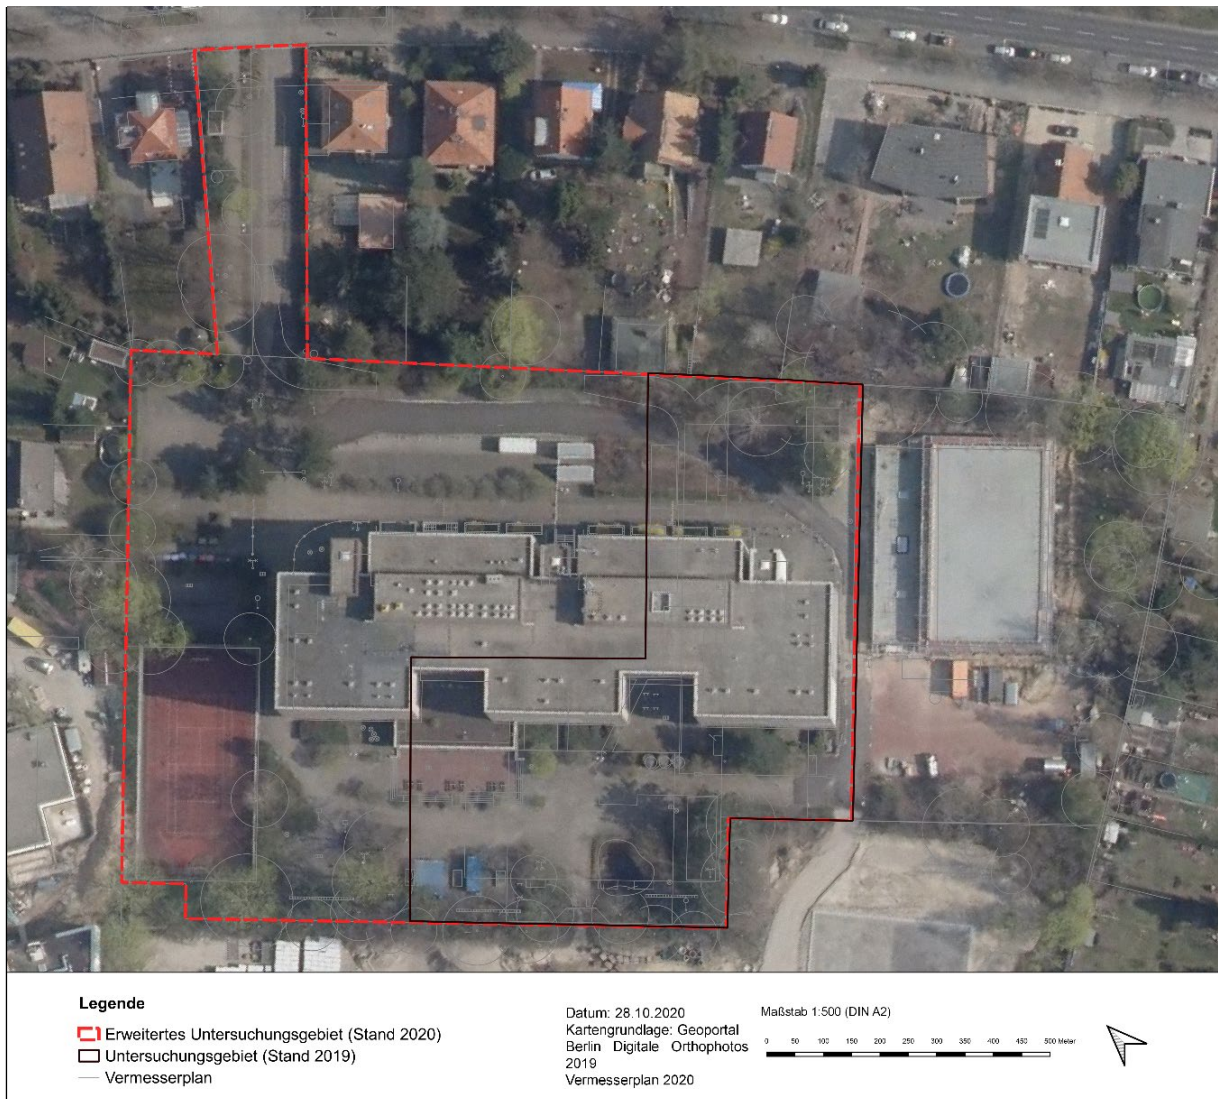 Legende
Erweitertes Untersuchungsgebiet (Stand 2020)
Untersuchungsgebiet (Stand 2019)
Vermesserplan
Datum: 28.10.2020
Kartengrundlage: Geoportal
Berlin Digitale Orthophotos
2019
Vermesserplan 2020
Maßstab 1:500 (DIN A2)
0 50 100 150 200 250 300 350 400 450 500 Meter